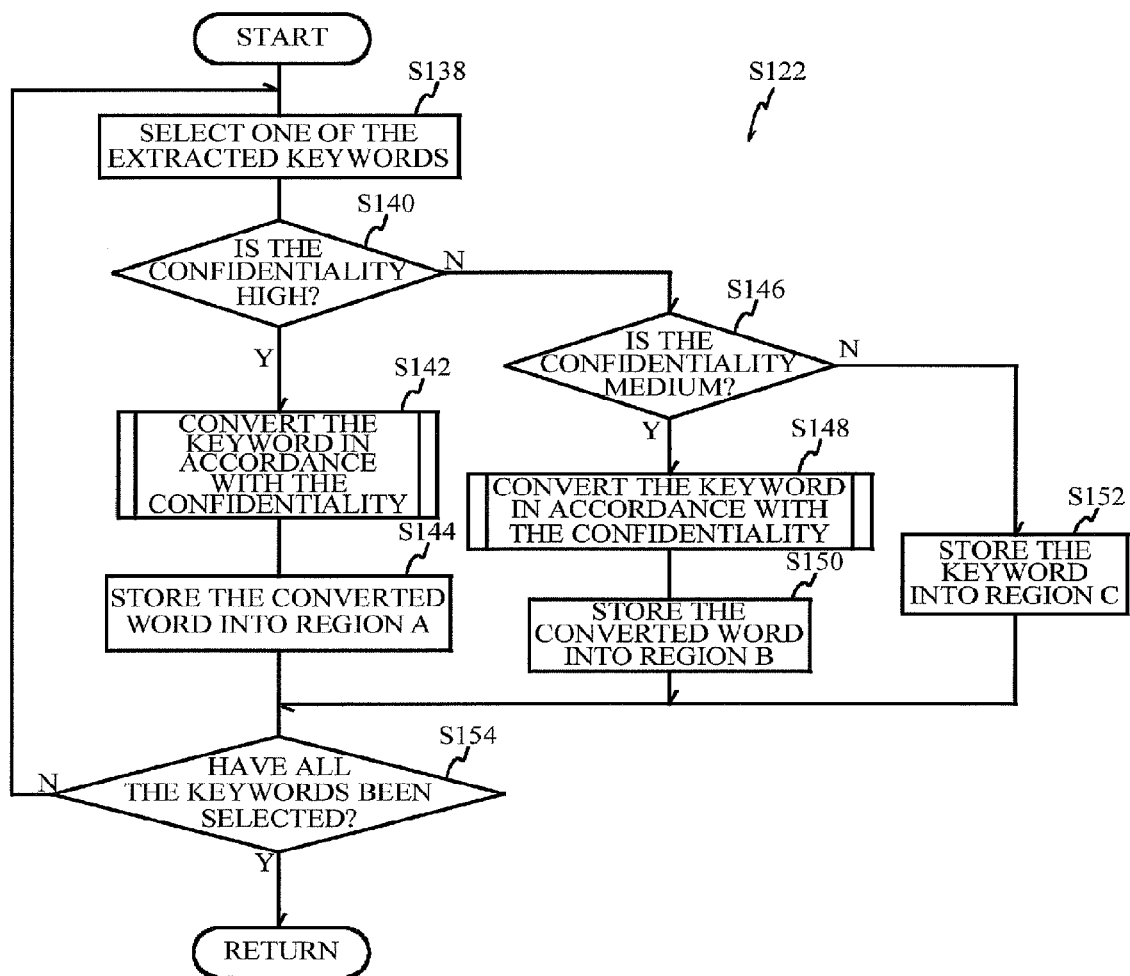 START
S138
S122
SELECT ONE OF THE
EXTRACTED KEYWORDS
S140
IS THE
CONFIDENTIALITY
HIGH?
N
Y
S146
IS THE
CONFIDENTIALITY
MEDIUM?
N
Y
S142
CONVERT THE
KEYWORD IN
ACCORDANCE
WITH THE
CONFIDENTIALITY
S148
CONVERT THE KEYWORD
IN ACCORDANCE WITH
THE CONFIDENTIALITY
S152
STORE THE
KEYWORD
INTO REGION C
S144
STORE THE CONVERTED
WORD INTO REGION A
S150
STORE THE
CONVERTED WORD
INTO REGION B
S154
HAVE ALL
THE KEYWORDS BEEN
SELECTED?
N
Y
RETURN